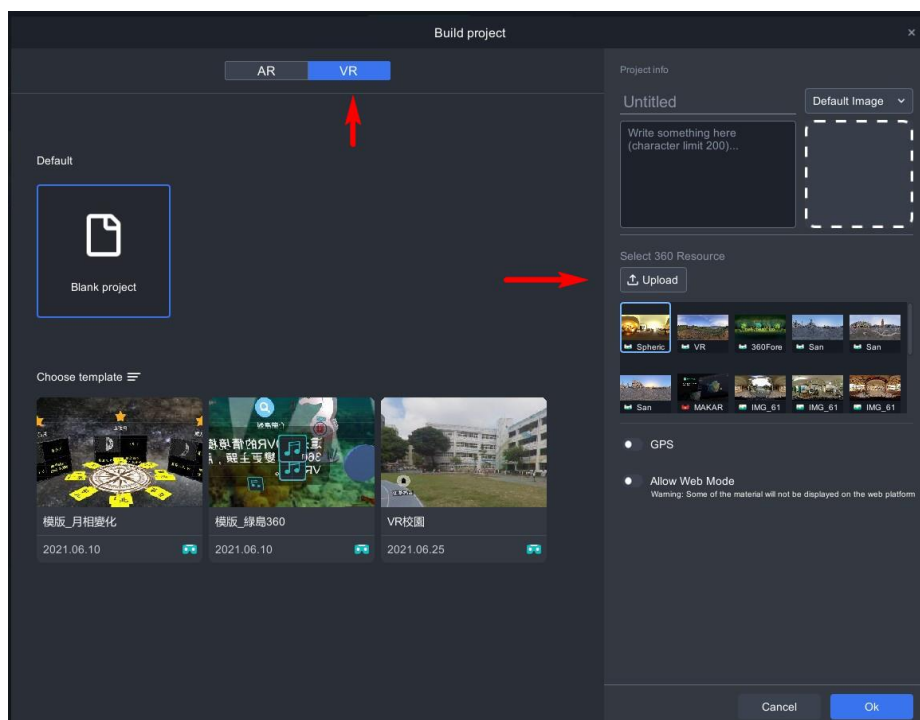 Build project
×
AR
VR
Default
Blank project
Choose template
模版_月相變化
2021.06.10
模版_綠島360
2021.06.10
VR校園
2021.06.25
Project info
Untitled
Default Image
Write something here
(character limit 200)...
Select 360 Resource
Upload
Spheric
VR
360Fore
San
San
San
MAKAR
IMG_61
IMG_61
IMG_61
GPS
Allow Web Mode
Warning: Some of the material will not be displayed on the web platform
Cancel
Ok